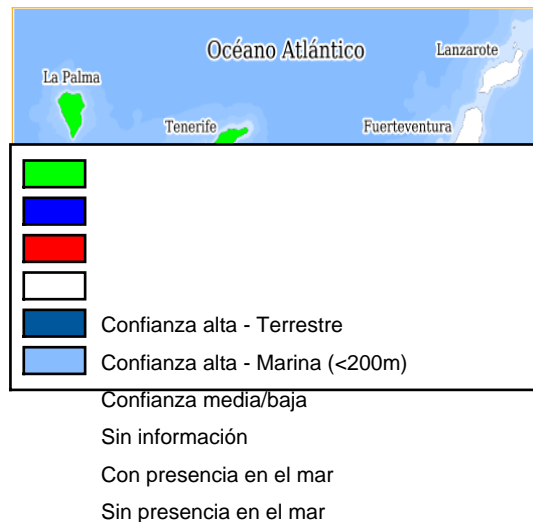 Océano Atlántico
Lanzarote
La Palma
Tenerife
Fuerteventura
Confianza alta - Terrestre
Confianza alta - Marina (<200m)
Confianza media/baja
Sin información
Con presencia en el mar
Sin presencia en el mar